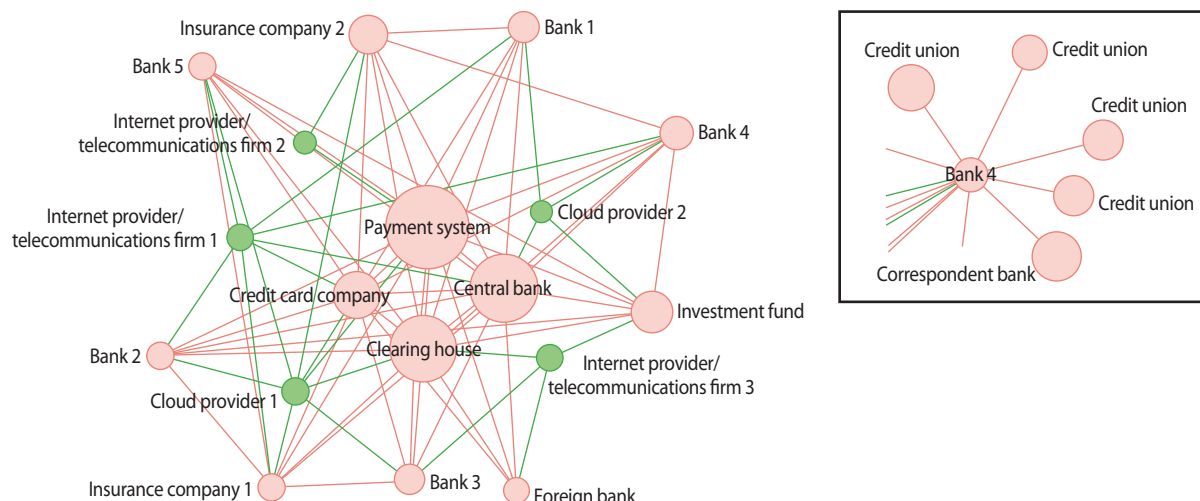 Insurance company 2
Bank 1
Bank 5
Internet provider/
telecommunications firm 2
Bank 4
Internet provider/
telecommunications firm 1
Cloud provider 2
Payment system
Central bank
Credit card company
Investment fund
Clearing house
Bank 2
Internet provider/
telecommunications firm 3
Cloud provider 1
Insurance company 1
Bank 3
Foreign bank
Credit union
Credit union
Credit union
Bank 4
Credit union
Correspondent bank